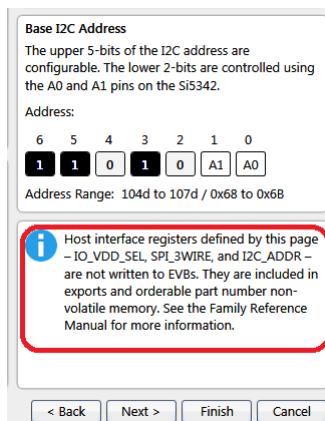 Base I2C Address
The upper 5-bits of the I2C address are
configurable. The lower 2-bits are controlled using
the A0 and A1 pins on the Si5342.
Address:
6 5 4 3 2 1 0
1 1 0 1 0 A1 A0
Address Range: 104d to 107d / 0x68 to 0x6B
i
Host interface registers defined by this page
– IO_VDD_SEL, SPI_3WIRE, and I2C_ADDR –
are not written to EVBs. They are included in
exports and orderable part number non-
volatile memory. See the Family Reference
Manual for more information.
< Back Next > Finish Cancel